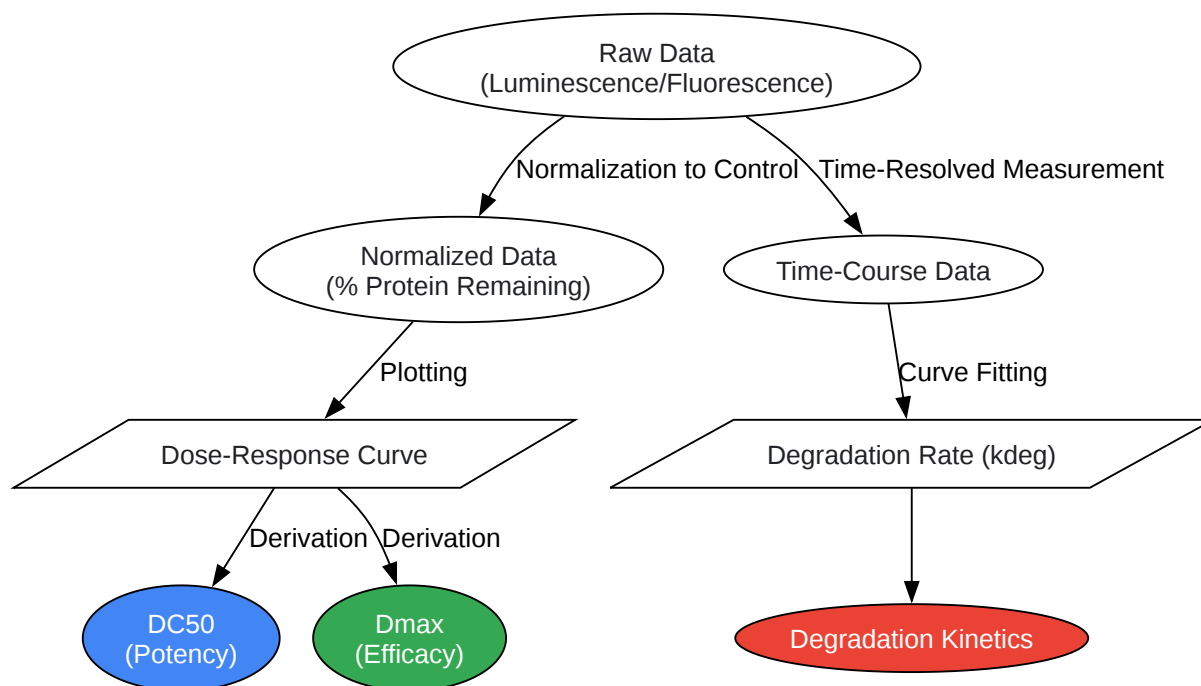 Raw Data
(Luminescence/Fluorescence)
Normalization to Control
Time-Resolved Measurement
Normalized Data
(% Protein Remaining)
Time-Course Data
Plotting
Curve Fitting
Dose-Response Curve
Degradation Rate (kdeg)
Derivation
Derivation
DC50
(Potency)
Dmax
(Efficacy)
Degradation Kinetics